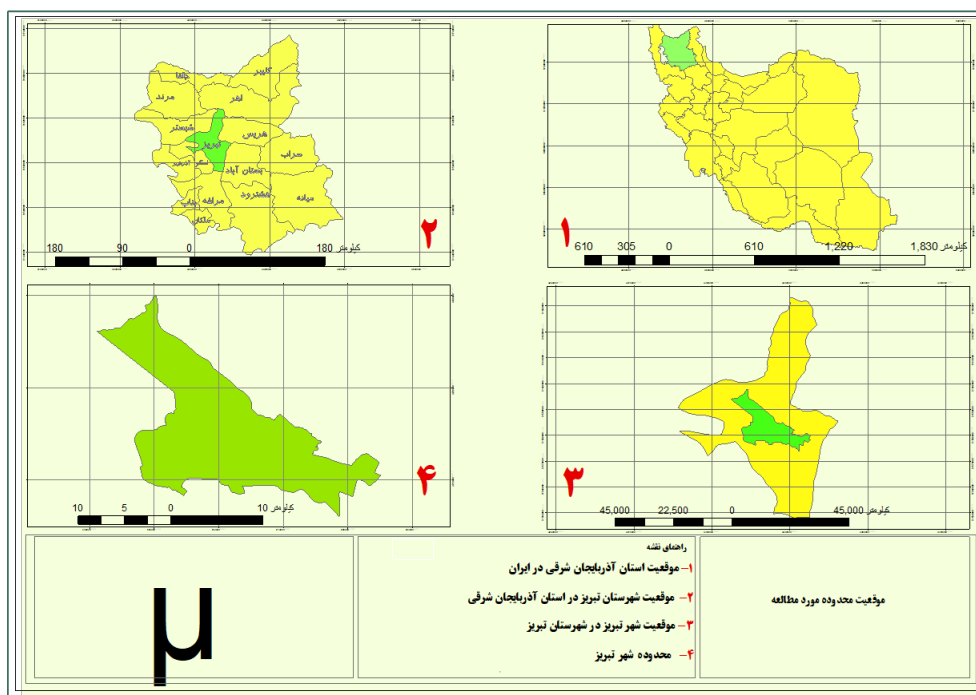 جلفا
کلیبر
مرند
اهر
شبستر
تبریز
هریس
سراب
بستان آباد
میانه
هشترود
مراغه
بناب
ملکان
۲
180 90 0 180 کیلومتر
۱
610 305 0 610 1,220 1,830 کیلومتر
۴
10 5 0 10 کیلومتر
۳
45,000 22,500 0 45,000 کیلومتر
µ
راهنمای نقشه
۱- موقعیت استان آذربایجان شرقی در ایران
۲- موقعیت شهرستان تبریز در استان آذربایجان شرقی
۳- موقعیت شهر تبریز در شهرستان تبریز
۴- محدوده شهر تبریز
موقعیت محدوده مورد مطالعه